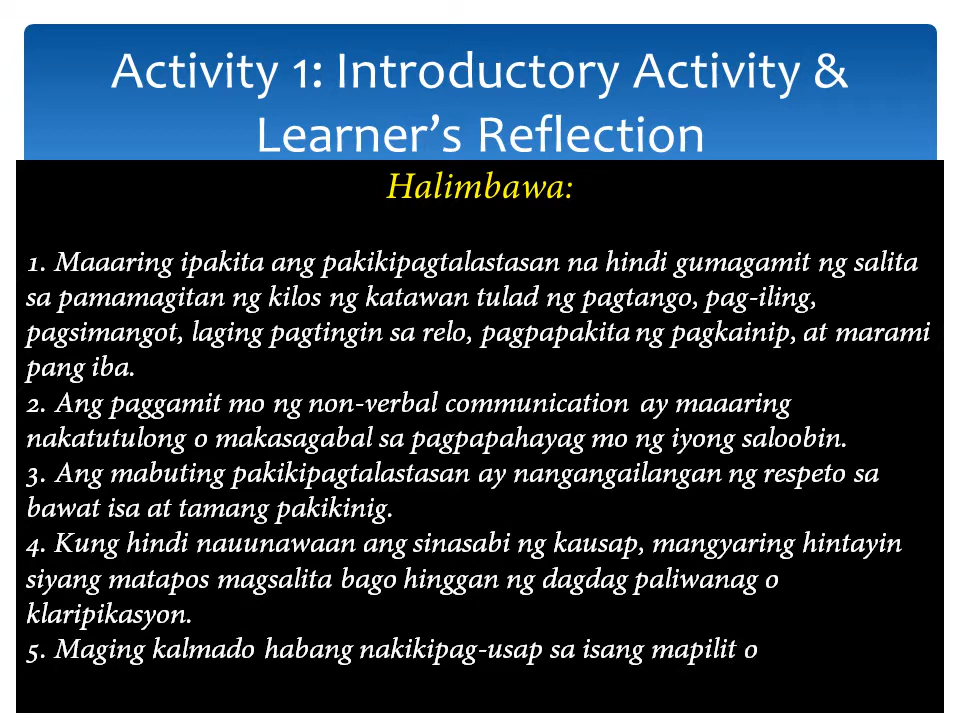 Activity 1: Introductory Activity &
Learner’s Reflection
Halimbawa:
1. Maaaring ipakita ang pakikipagtalastasan na hindi gumagamit ng salita
sa pamamagitan ng kilos ng katawan tulad ng pagtango, pag-iling,
pagsimangot, laging pagtingin sa relo, pagpapakita ng pagkainip, at marami
pang iba.
2. Ang paggamit mo ng non-verbal communication ay maaaring
nakatutulong o makasagabal sa pagpapahayag mo ng iyong saloobin.
3. Ang mabuting pakikipagtalastasan ay nangangailangan ng respeto sa
bawat isa at tamang pakikinig.
4. Kung hindi nauunawaan ang sinasabi ng kausap, mangyaring hintayin
siyang matapos magsalita bago hinggan ng dagdag paliwanag o
klaripikasyon.
5. Maging kalmado habang nakikipag-usap sa isang mapilit o